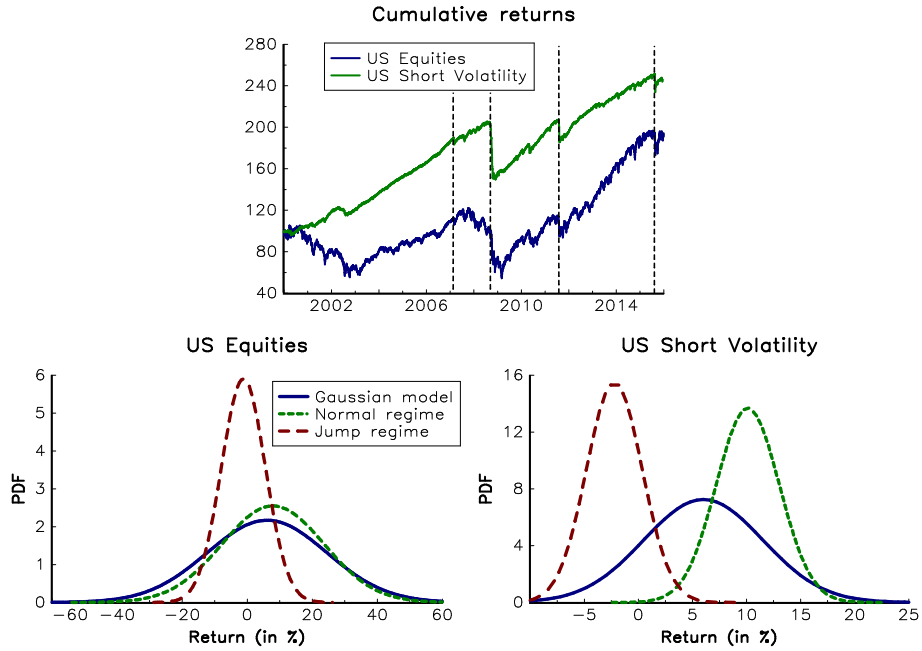 Cumulative returns
280
240
200
160
120
80
40
US Equities
US Short Volatility
2002 2006 2010 2014
US Equities
6
5
4
3
2
1
0
PDF
Gaussian model
Normal regime
Jump regime
−60 −40 −20 0 20 40 60
Return (in %)
US Short Volatility
16
12
8
4
0
PDF
−5 0 5 10 15 20 25
Return (in %)